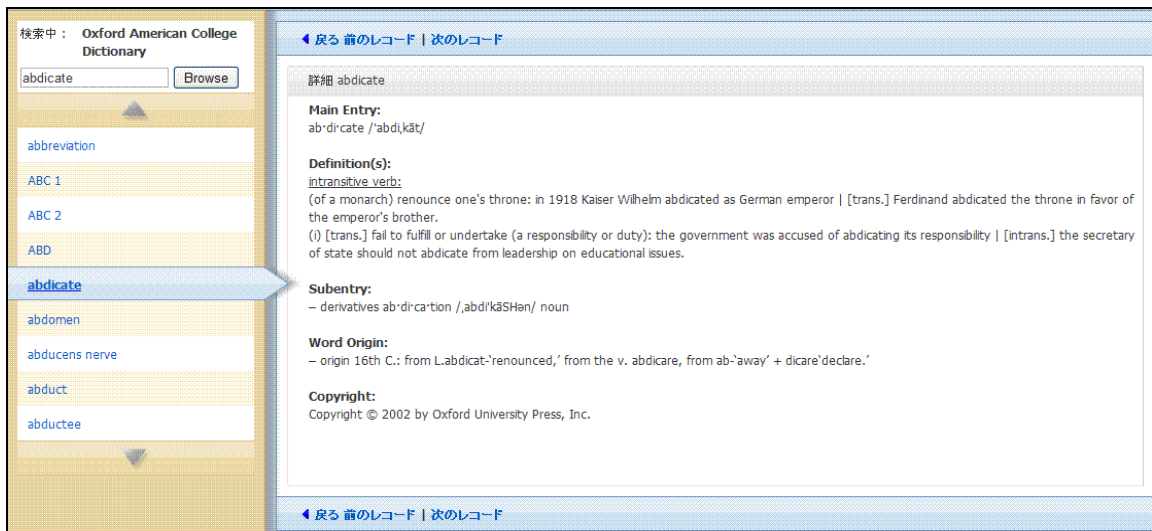 検索中： Oxford American College
Dictionary
abdicate Browse
abbreviation
ABC 1
ABC 2
ABD
abdicate
abdomen
abducens nerve
abduct
abductee
戻る 前のレコード | 次のレコード
詳細 abdicate
Main Entry:
ab·di·cate /'abdi,kāt/
Definition(s):
intransitive verb:
(of a monarch) renounce one's throne: in 1918 Kaiser Wilhelm abdicated as German emperor | [trans.] Ferdinand abdicated the throne in favor of
the emperor's brother.
(i) [trans.] fail to fulfill or undertake (a responsibility or duty): the government was accused of abdicating its responsibility | [intrans.] the secretary
of state should not abdicate from leadership on educational issues.
Subentry:
– derivatives ab·di·ca·tion /,abdi'kāSHən/ noun
Word Origin:
– origin 16th C.: from L.abdicat-‘renounced,’ from the v. abdicare, from ab-‘away’ + dicare‘declare.’
Copyright:
Copyright © 2002 by Oxford University Press, Inc.
戻る 前のレコード | 次のレコード